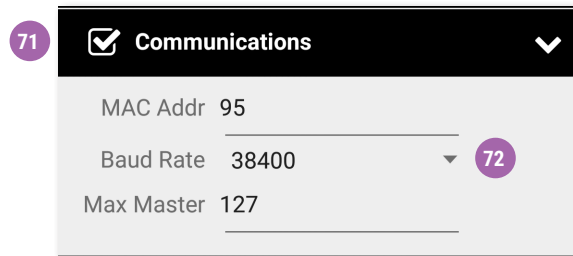 71 Communications
MAC Addr 95
Baud Rate 38400 72
Max Master 127